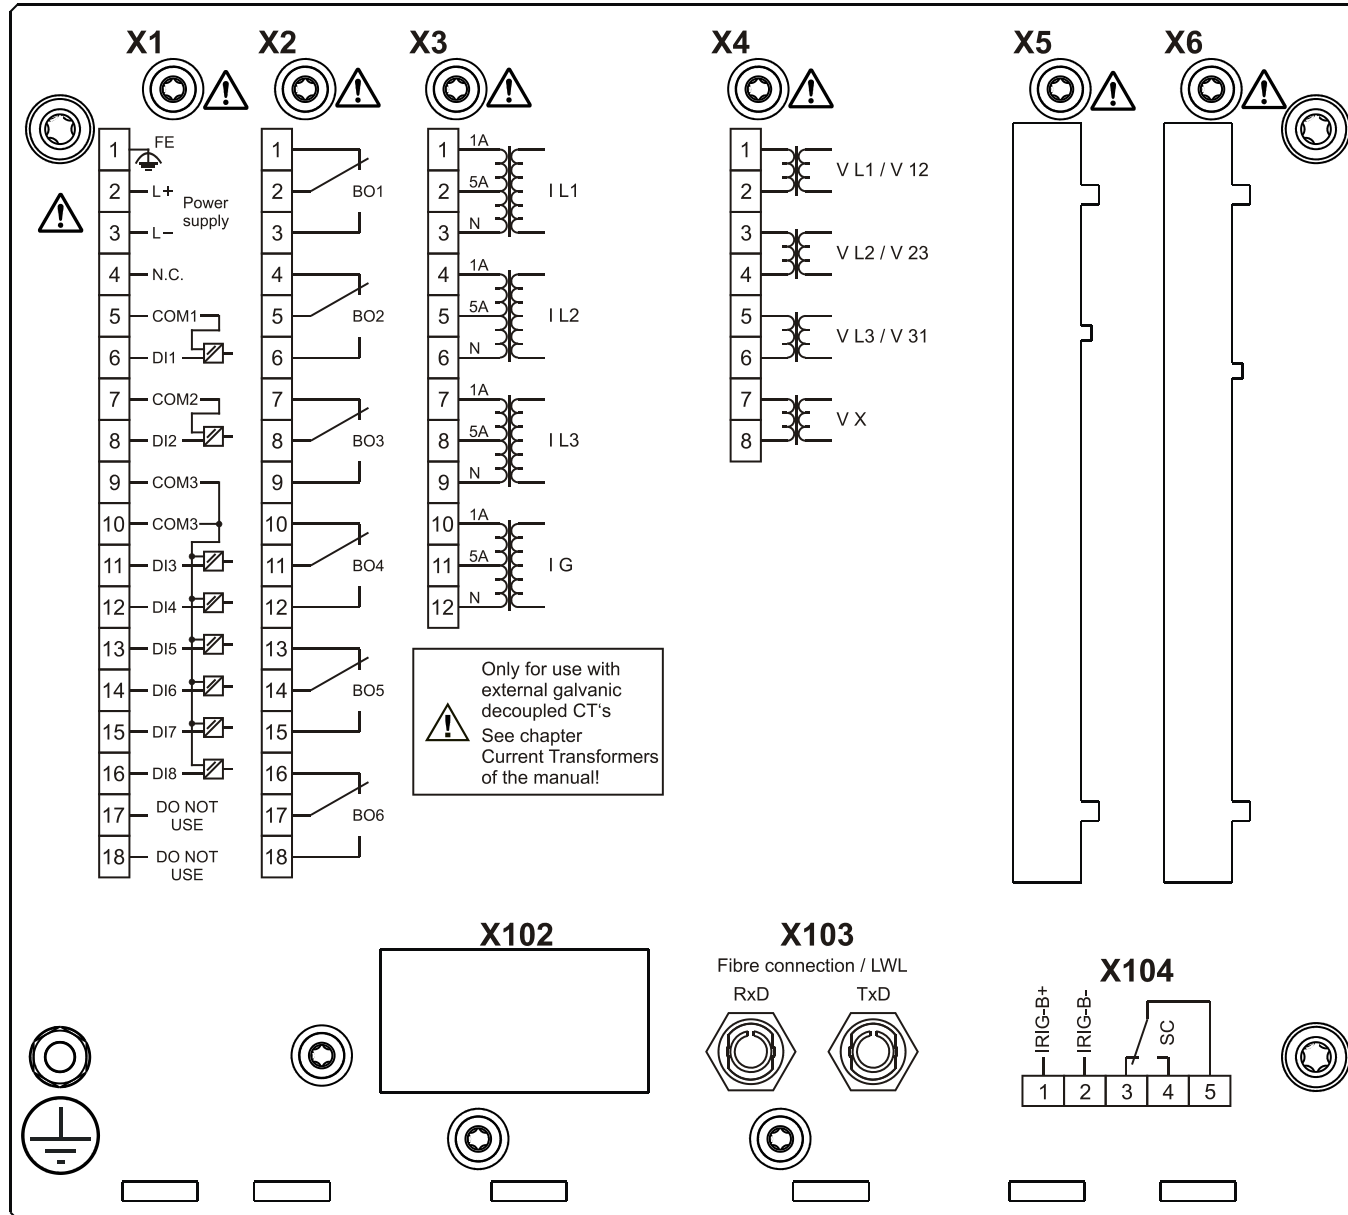 X1 X2 X3 X4 X5 X6
1 FE
2 L+
Power
supply
3 L-
4 N.C.
5 COM1
6 DI1
7 COM2
8 DI2
9 COM3
10 COM3
11 DI3
12 DI4
13 DI5
14 DI6
15 DI7
16 DI8
17 DO NOT
USE
18 DO NOT
USE
1
2 BO1
3
4
5 BO2
6
7
8 BO3
9
10
11 BO4
12
13
14 BO5
15
16
17 BO6
18
1 1A
2 5A I L1
3 N
4 1A
5 5A I L2
6 N
7 1A
8 5A I L3
9 N
10 1A
11 5A I G
12 N
Only for use with
external galvanic
decoupled CT‘s
See chapter
Current Transformers
of the manual!
1
V L1 / V 12
2
3
V L2 / V 23
4
5
V L3 / V 31
6
7
V X
8
X102
X103
Fibre connection / LWL
RxD TxD
X104
IRIG-B+
IRIG-B-
SC
1 2 3 4 5